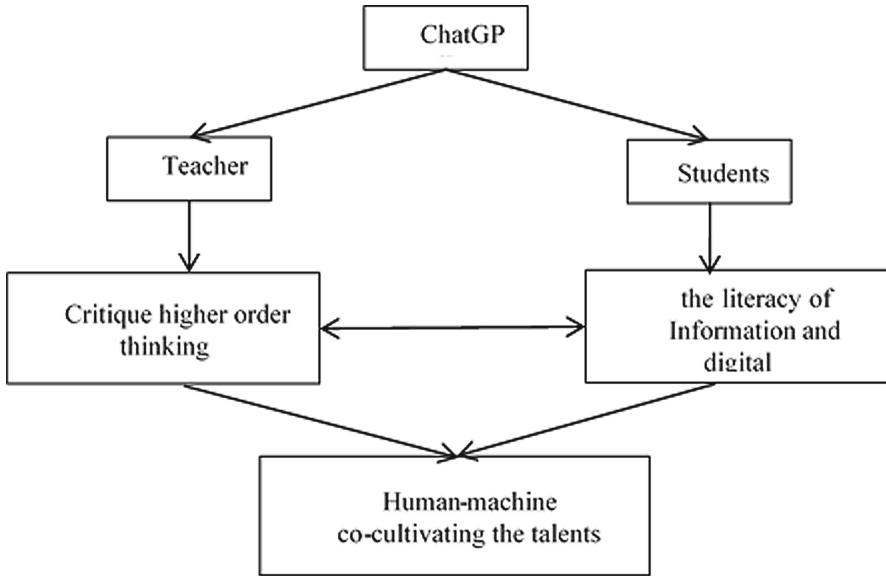 ChatGP
Teacher
Students
Critique higher order
thinking
the literacy of
Information and
digital
Human-machine
co-cultivating the talents